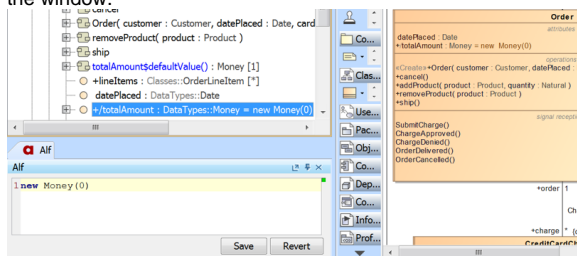 the window.
cancel
Order( customer : Customer, datePlaced : Date, card
removeProduct( product : Product )
ship
totalAmount$defaultValue() : Money [1]
+lineItems : Classes::OrderLineItem [*]
datePlaced : DataTypes::Date
+/totalAmount : DataTypes::Money = new Money(0)
Alf
Alf
1 new Money(0)
Save Revert
Co...
Clas...
Use...
Pac...
Obj...
Co...
Dep...
Co...
Info...
Prof...
Order
attributes
datePlaced : Date
+/totalAmount : Money = new Money(0)
operations
«Create»+Order( customer : Customer, datePlaced :
+cancel()
+addProduct( product : Product, quantity : Natural )
+removeProduct( product : Product )
+ship()
signal recepti
SubmitCharge()
ChargeApproved()
ChargeDenied()
OrderDelivered()
OrderCancelled()
+order 1
Ch
+charge *
CreditCardCh